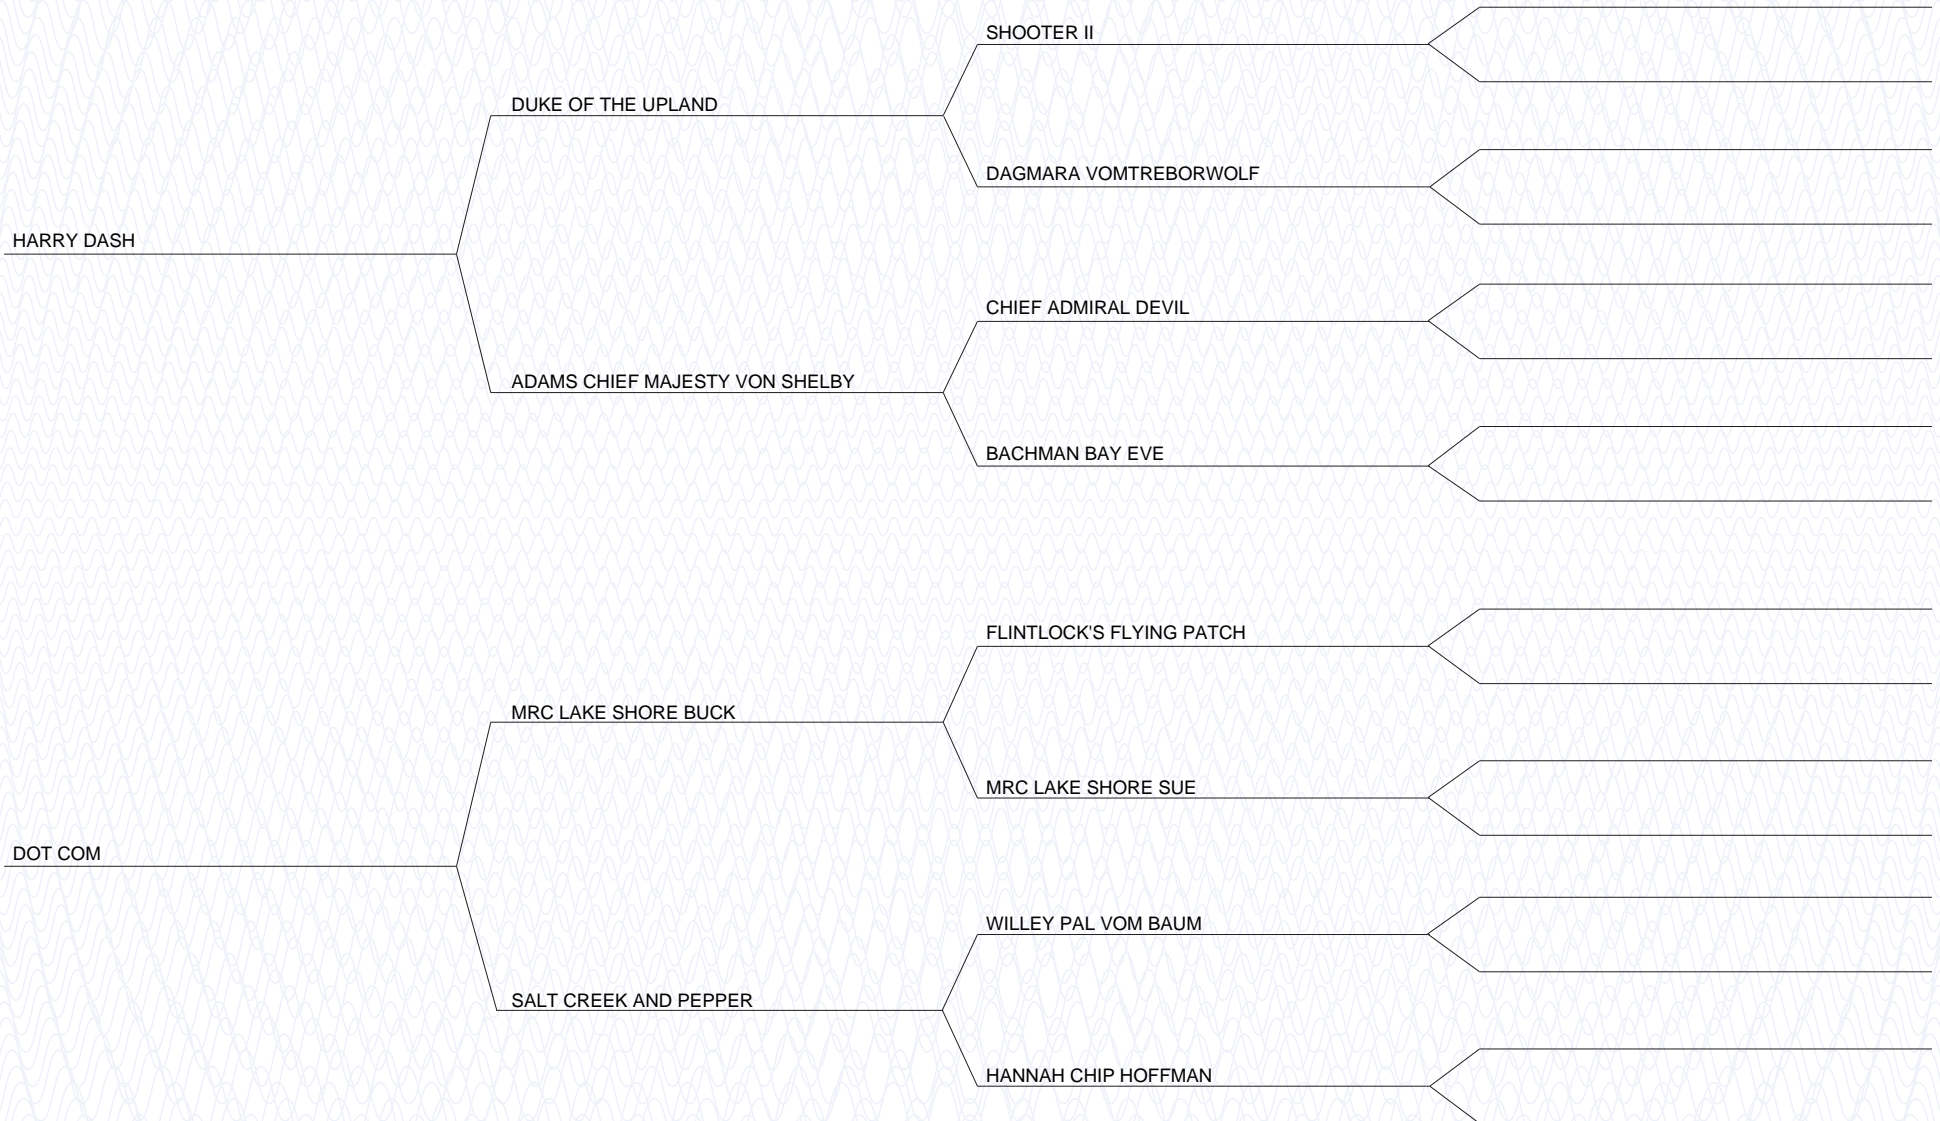 SHOOTER II
DUKE OF THE UPLAND
DAGMARA VOMTREBORWOLF
HARRY DASH
CHIEF ADMIRAL DEVIL
ADAMS CHIEF MAJESTY VON SHELBY
BACHMAN BAY EVE
FLINTLOCK'S FLYING PATCH
MRC LAKE SHORE BUCK
MRC LAKE SHORE SUE
DOT COM
WILLEY PAL VOM BAUM
SALT CREEK AND PEPPER
HANNAH CHIP HOFFMAN